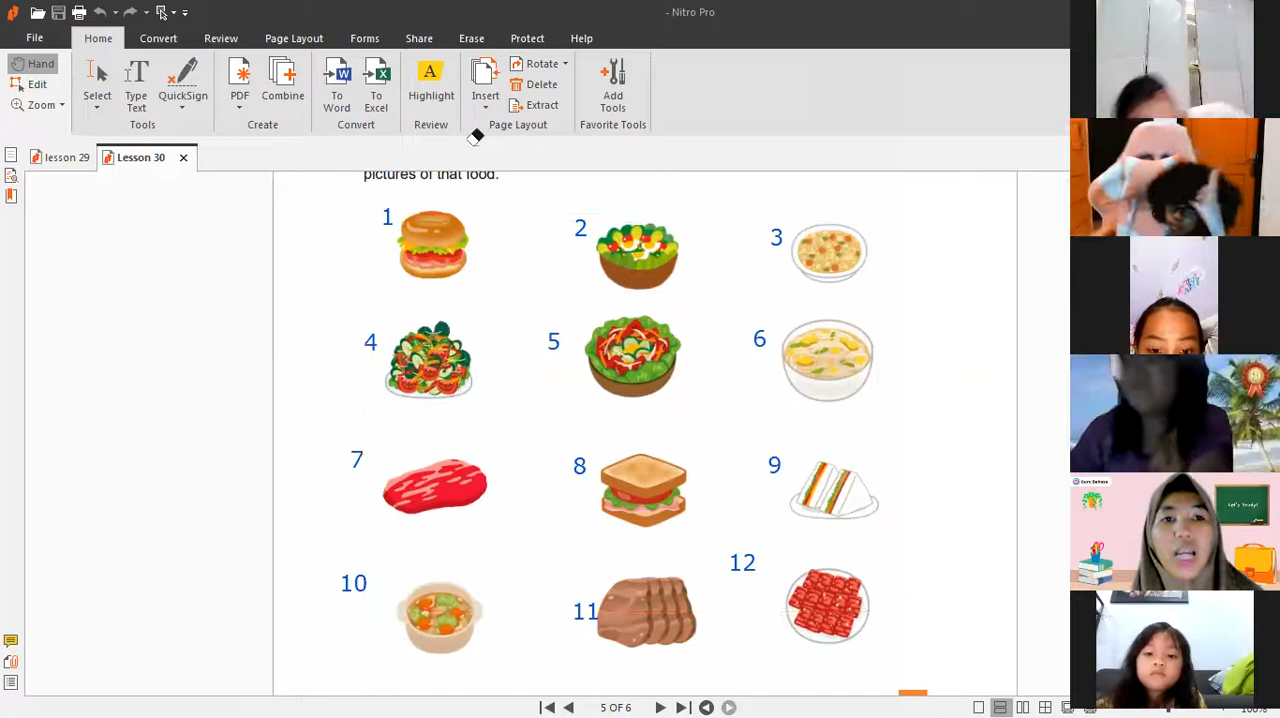 - Nitro Pro
File
Home
Convert
Review
Page Layout
Forms
Share
Erase
Protect
Help
Hand
Edit
Zoom
Select
Type
Text
QuickSign
Tools
PDF
Combine
Create
To
Word
To
Excel
Convert
Highlight
Review
Insert
Rotate
Delete
Extract
Page Layout
Add
Tools
Favorite Tools
lesson 29
Lesson 30
pictures of that food.
1
2
3
4
5
6
7
8
9
10
11
12
5 OF 6
100%
Guru Bahasa
Let's Study!